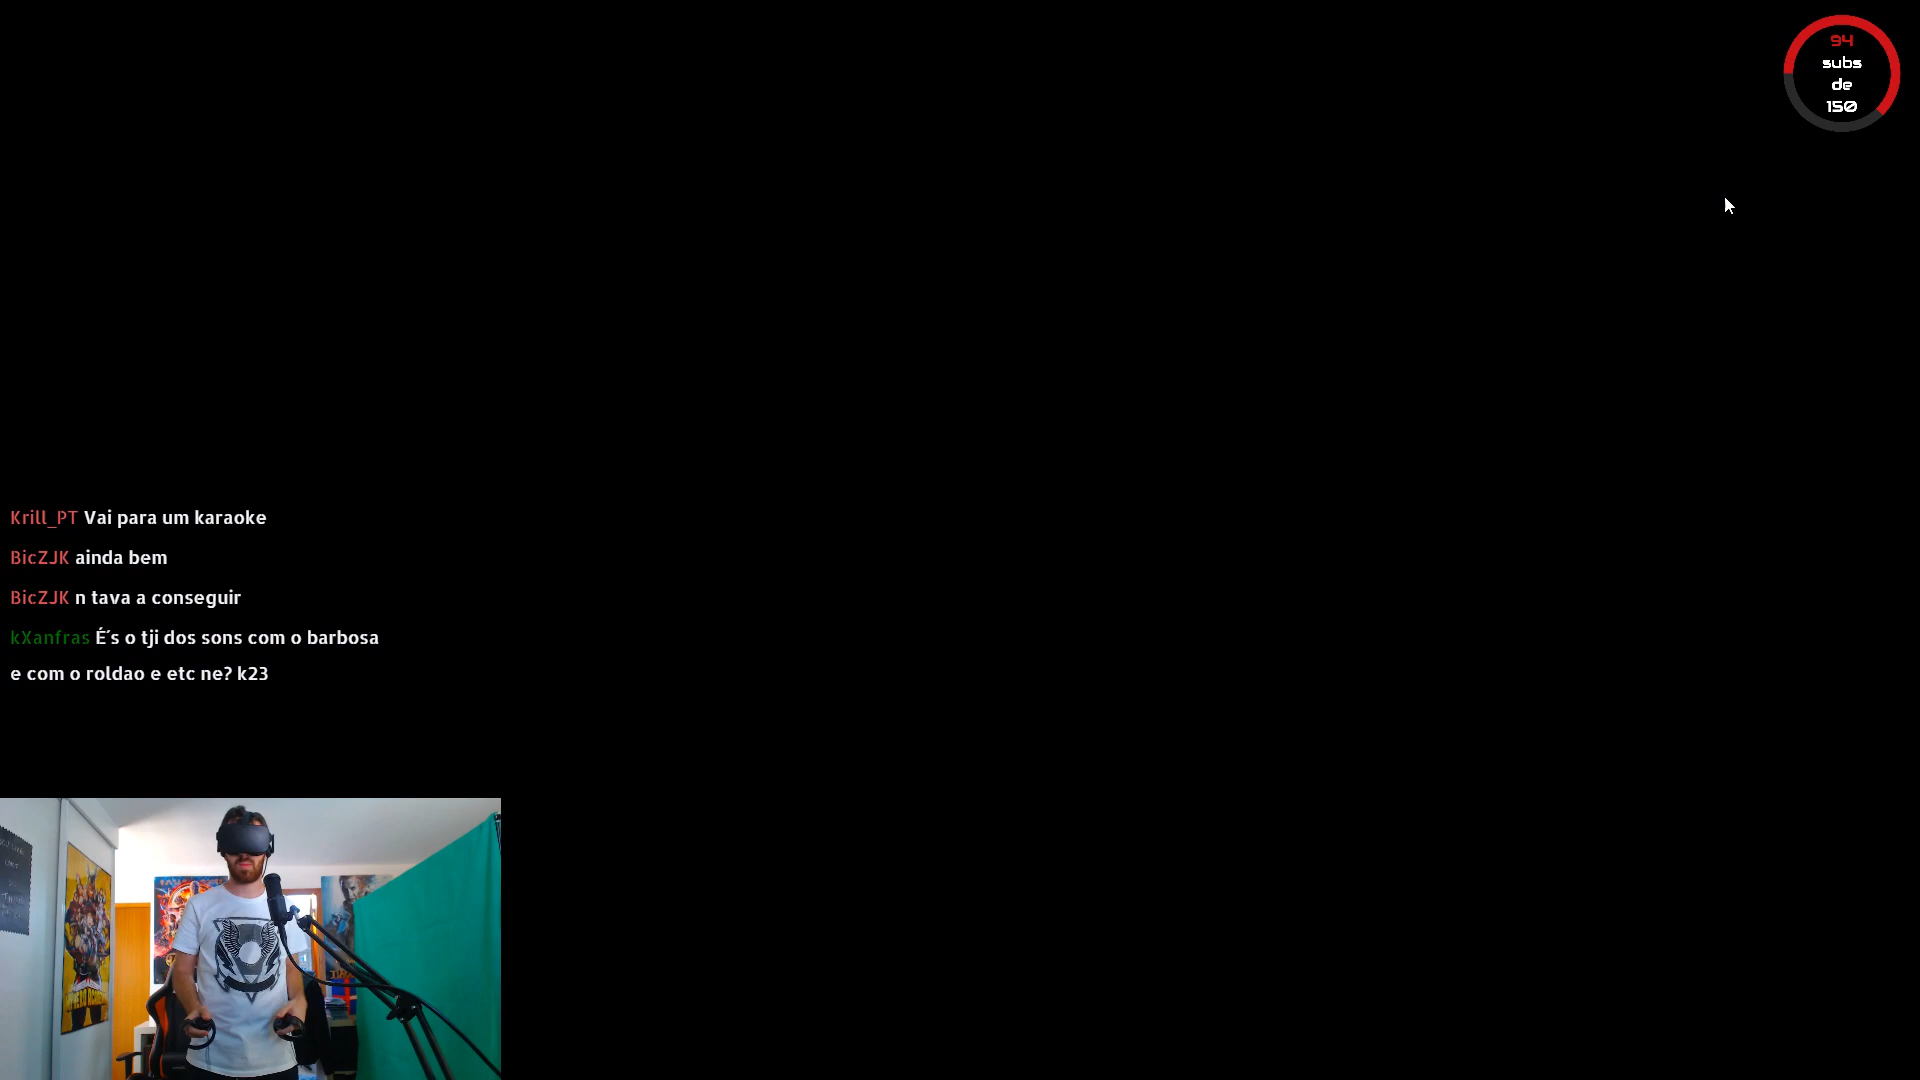 94
subs
de
150
Krill_PT Vai para um karaoke
BicZJK ainda bem
BicZJK n tava a conseguir
kXanfras É´s o tji dos sons com o barbosa
e com o roldao e etc ne? k23